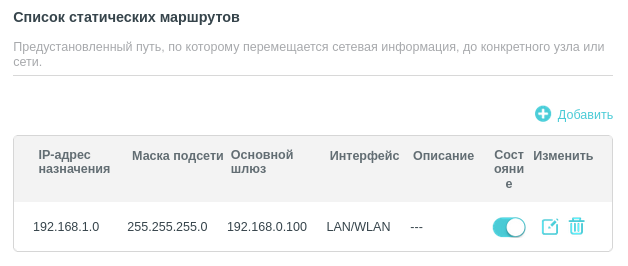 Список статических маршрутов
Предустановленный путь, по которому перемещается сетевая информация, до конкретного узла или
сети.
Добавить
IP-адрес назначения Маска подсети Основной шлюз Интерфейс Описание Состояние Изменить
192.168.1.0 255.255.255.0 192.168.0.100 LAN/WLAN ---